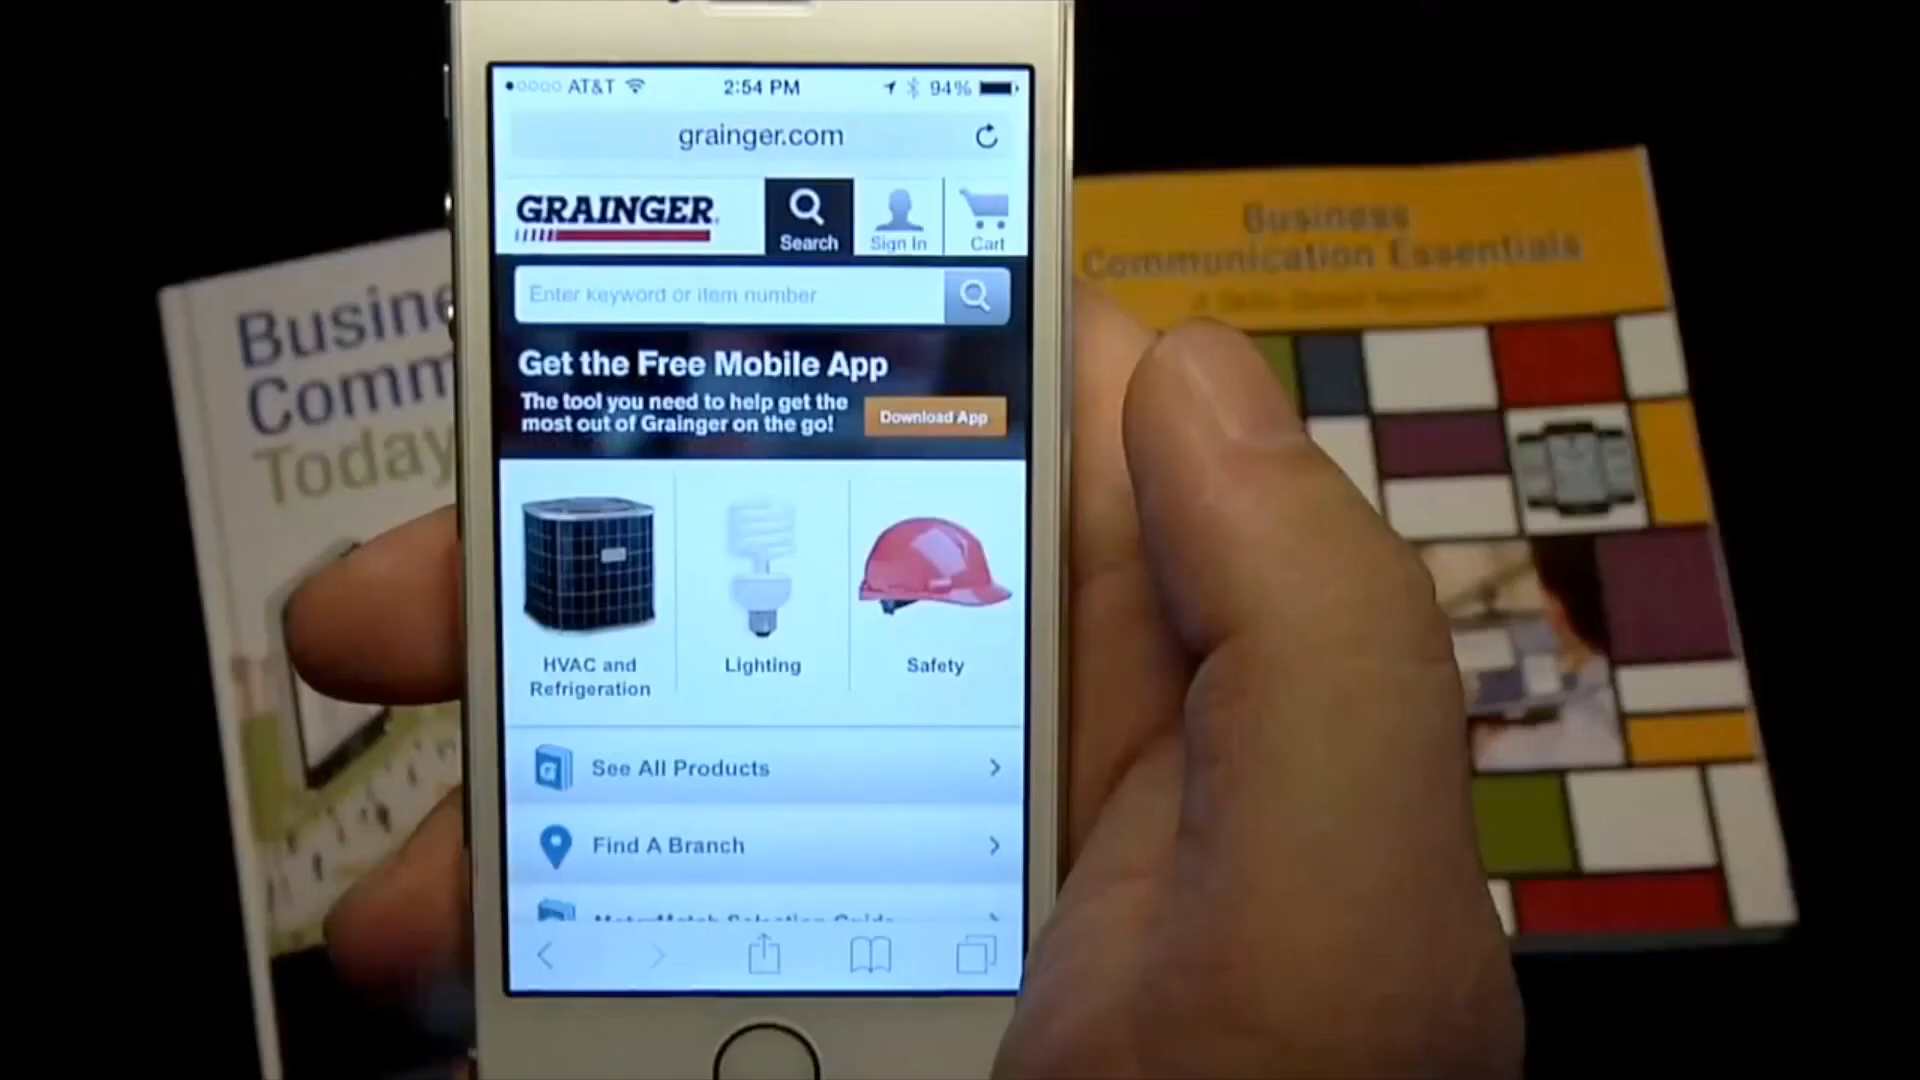 AT&T 2:54 PM 94%
grainger.com
GRAINGER
Search
Sign In
Cart
Enter keyword or item number
Get the Free Mobile App
The tool you need to help get the
most out of Grainger on the go!
Download App
HVAC and
Refrigeration
Lighting
Safety
See All Products
Find A Branch
Busine
Comm
Today
Business
Communication Essentials